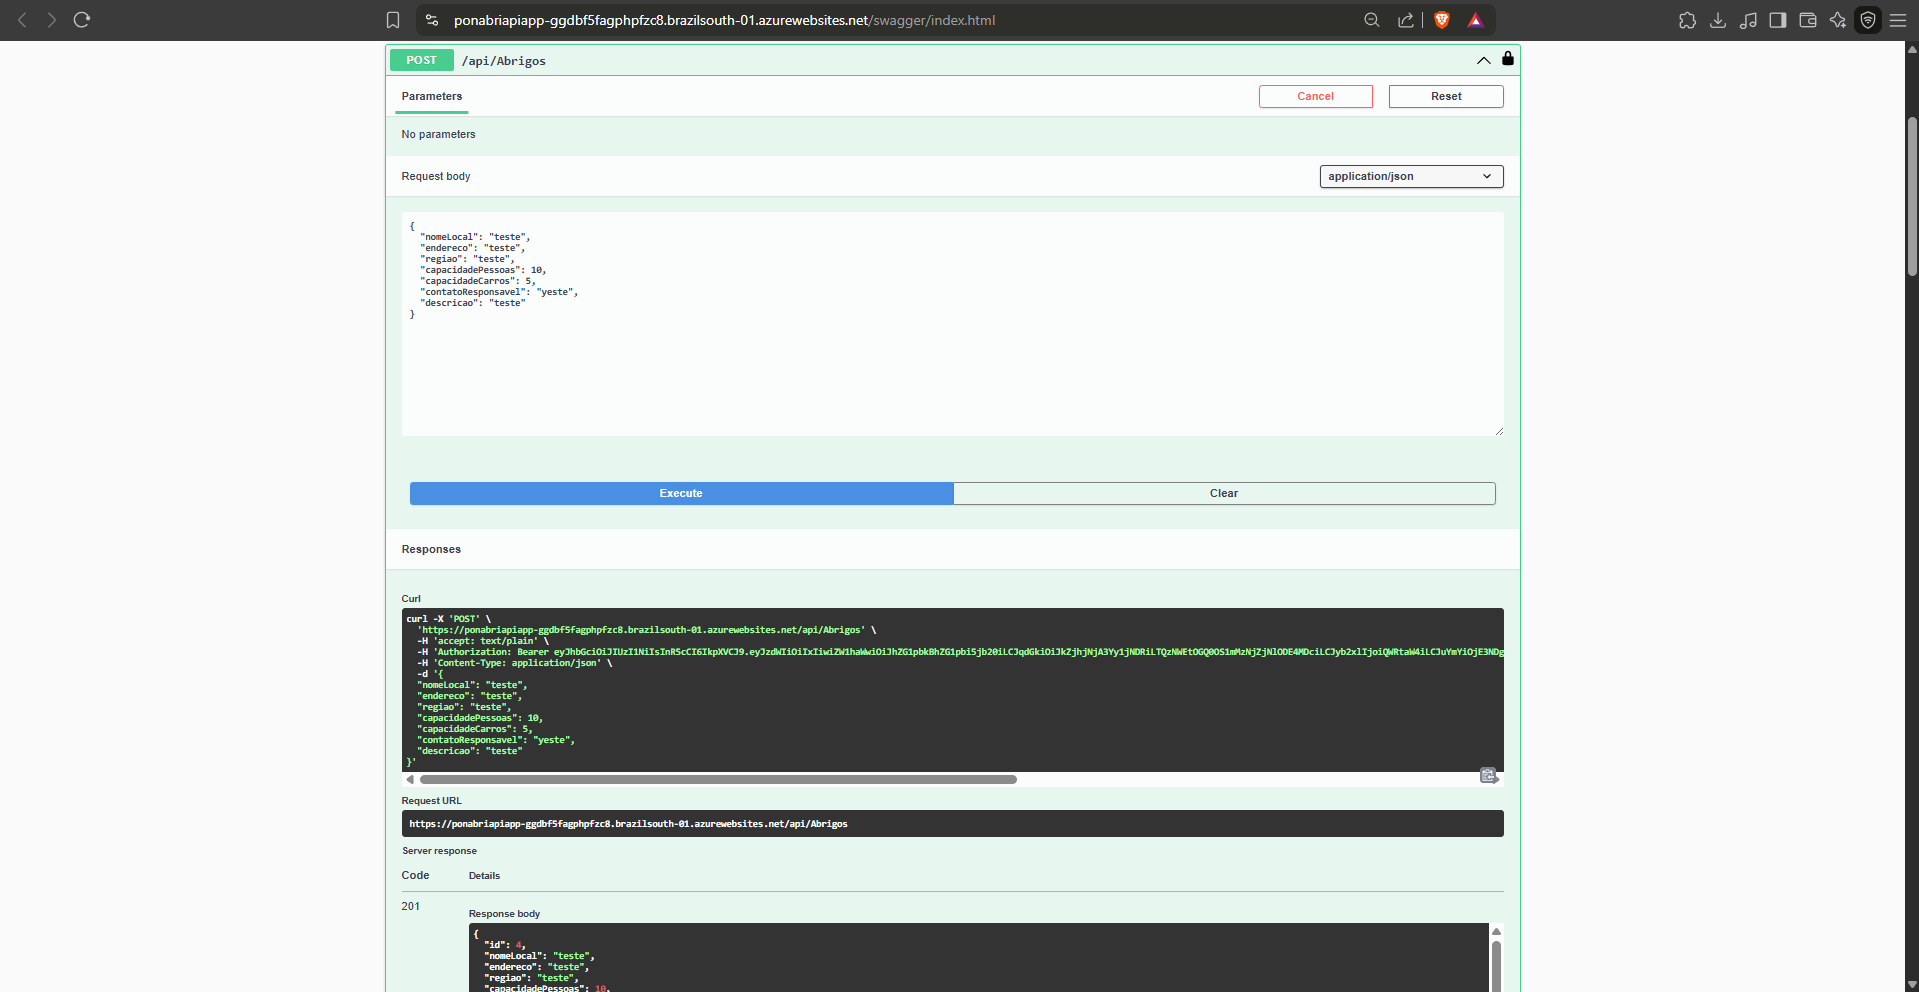 ponabriapiapp-ggdbf5fagphpfzc8.brazilsouth-01.azurewebsites.net/swagger/index.html
POST /api/Abrigos
Parameters
Cancel
Reset
No parameters
Request body
application/json
{
"nomeLocal": "teste",
"endereco": "teste",
"regiao": "teste",
"capacidadePessoas": 10,
"capacidadeCarros": 5,
"contatoResponsavel": "yeste",
"descricao": "teste"
}
Execute
Clear
Responses
Curl
curl -X 'POST' \
'https://ponabriapiapp-ggdbf5fagphpfzc8.brazilsouth-01.azurewebsites.net/api/Abrigos' \
-H 'accept: text/plain' \
-H 'Authorization: Bearer
-H 'Content-Type: application/json' \
-d '{
"nomeLocal": "teste",
"endereco": "teste",
"regiao": "teste",
"capacidadePessoas": 10,
"capacidadeCarros": 5,
"contatoResponsavel": "yeste",
"descricao": "teste"
}'
Request URL
https://ponabriapiapp-ggdbf5fagphpfzc8.brazilsouth-01.azurewebsites.net/api/Abrigos
Server response
Code
Details
201
Response body
{
"id": 4,
"nomeLocal": "teste",
"endereco": "teste",
"regiao": "teste",
"capacidadePessoas": 10,